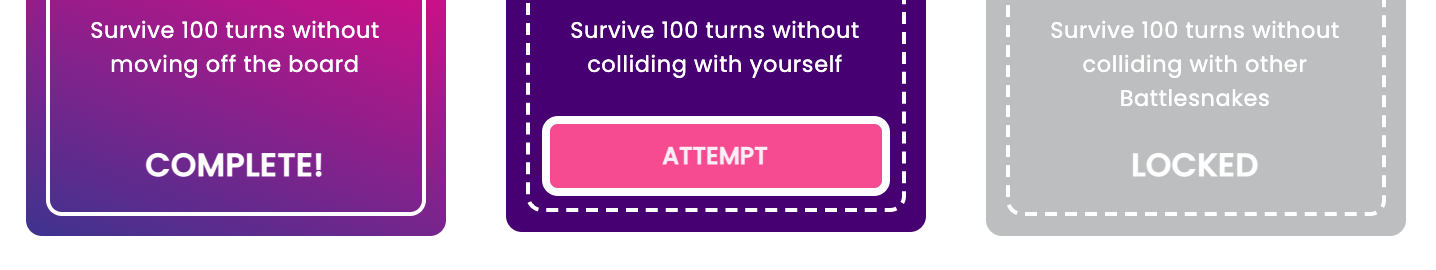 Survive 100 turns without
moving off the board
COMPLETE!
Survive 100 turns without
colliding with yourself
ATTEMPT
Survive 100 turns without
colliding with other
Battlesnakes
LOCKED